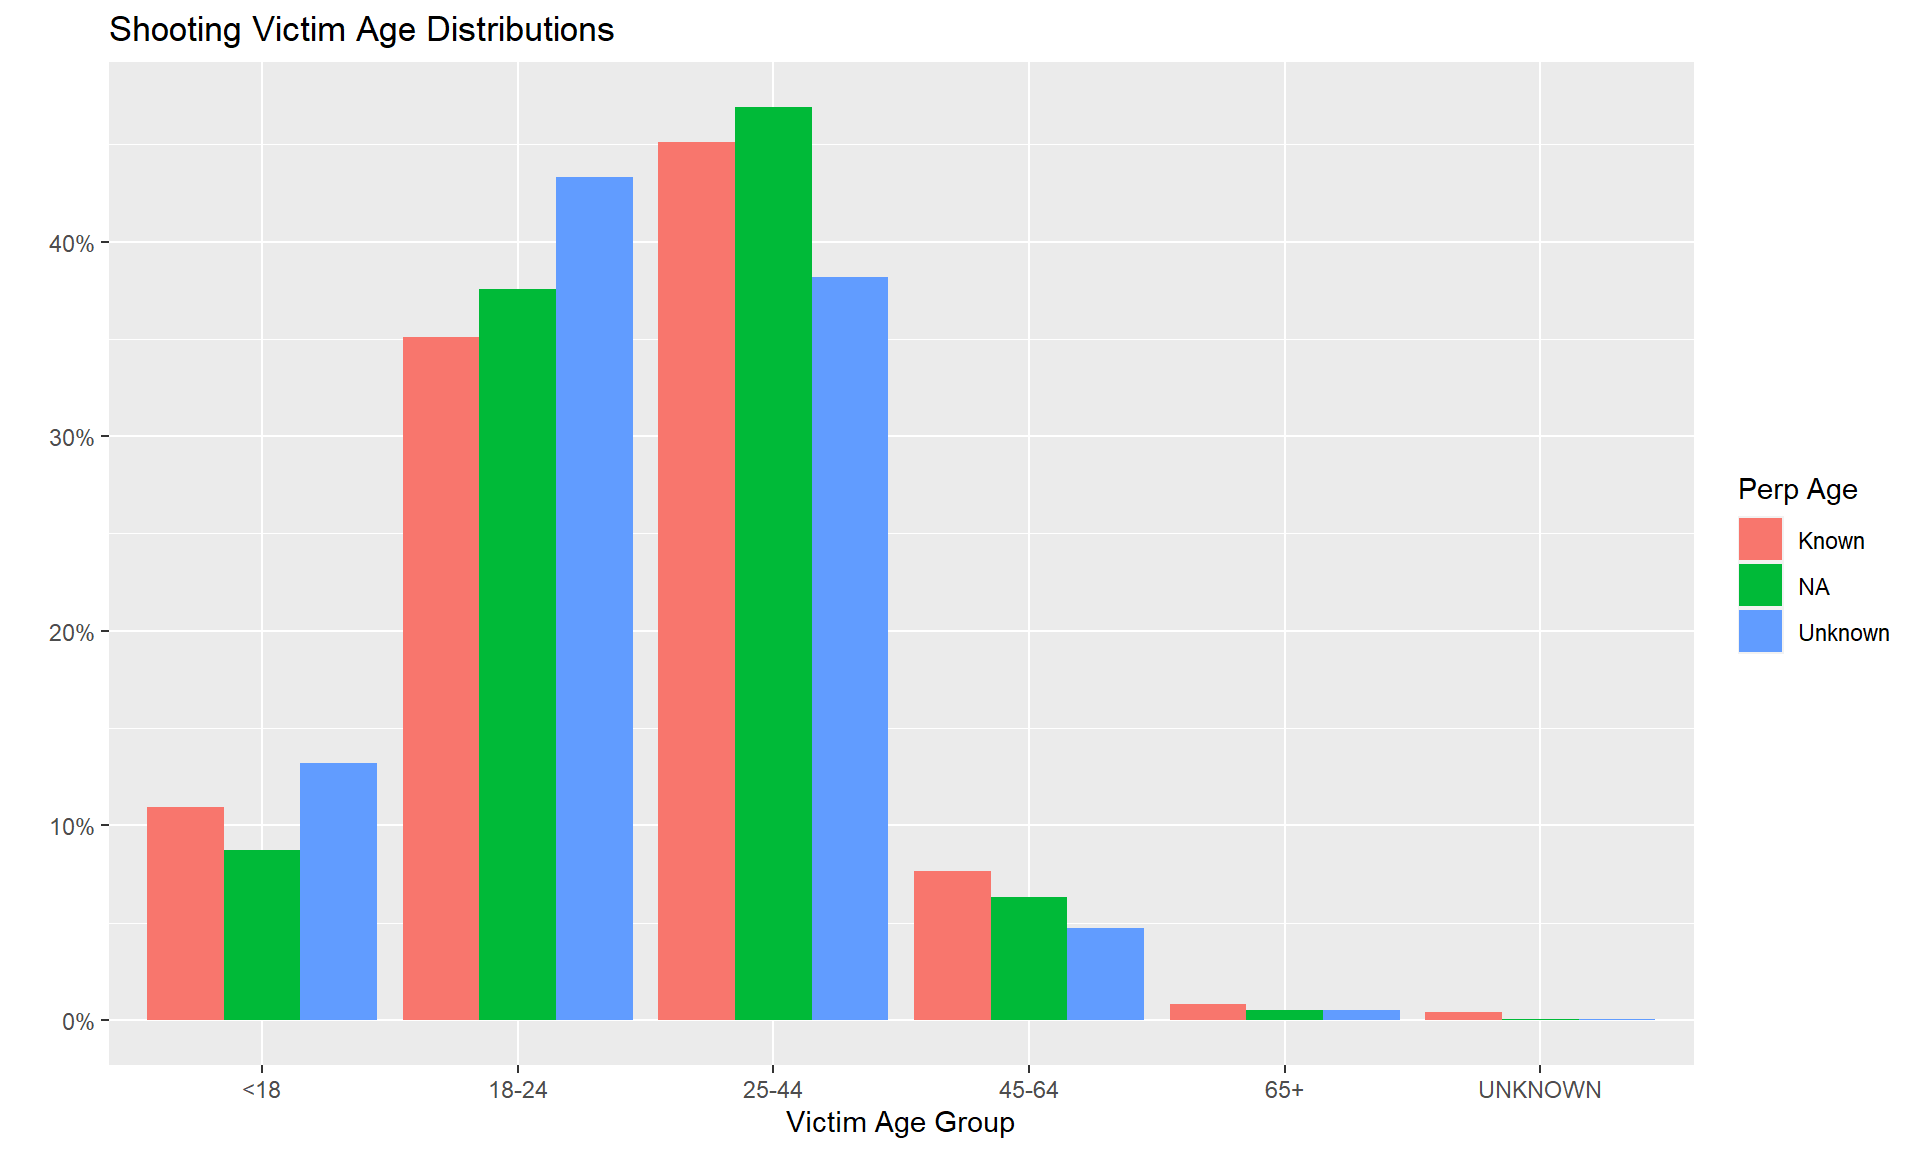 Shooting Victim Age Distributions
40%
30%
20%
10%
0%
<18
18-24
25-44
45-64
65+
UNKNOWN
Victim Age Group
Perp Age
Known
NA
Unknown